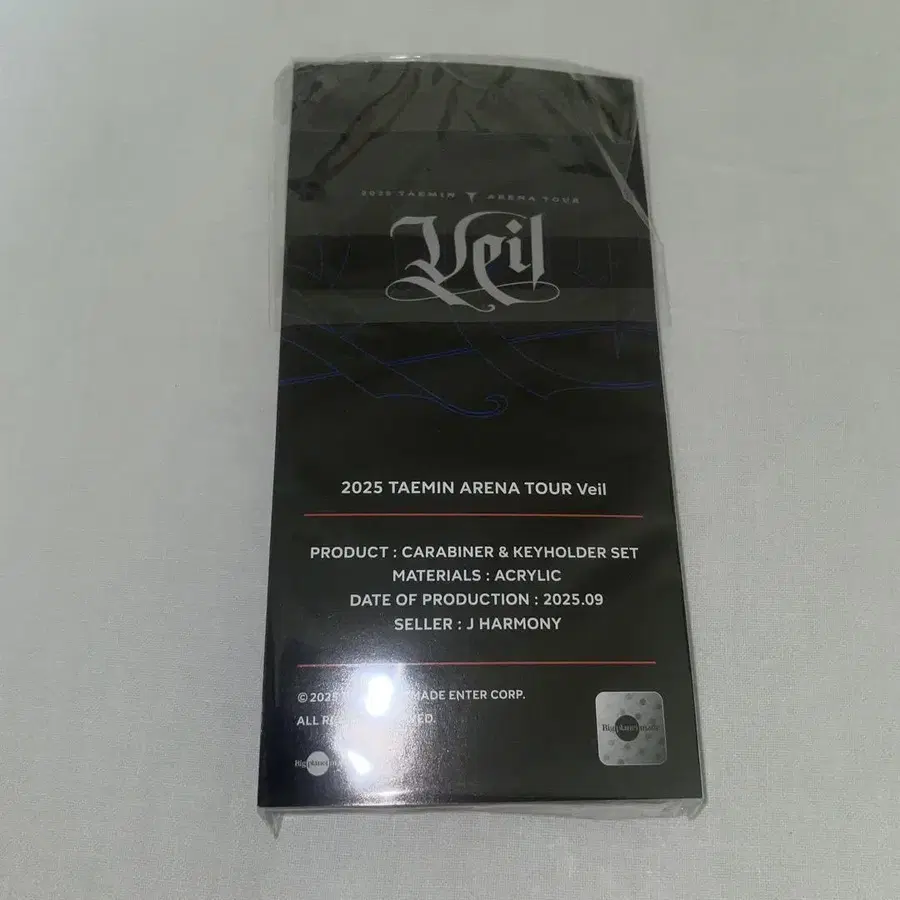 2025 TAEMIN ARENA TOUR
Veil
2025 TAEMIN ARENA TOUR Veil
PRODUCT : CARABINER & KEYHOLDER SET
MATERIALS : ACRYLIC
DATE OF PRODUCTION : 2025.09
SELLER : J HARMONY
© 2025 MADE ENTER CORP.
ALL
Bigplanetmade